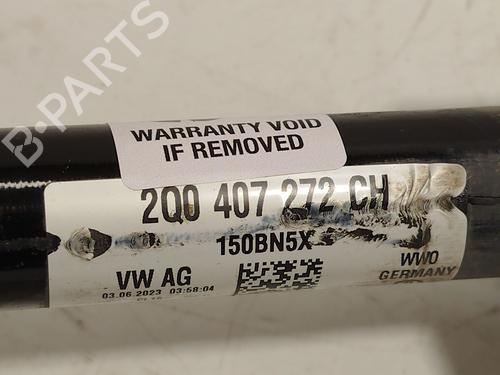 B-PARTS
WARRANTY VOID
IF REMOVED
2Q0 407 272 CH
150BN5X
VW AG
03.06.2023 03:58:04
WWO
GERMANY